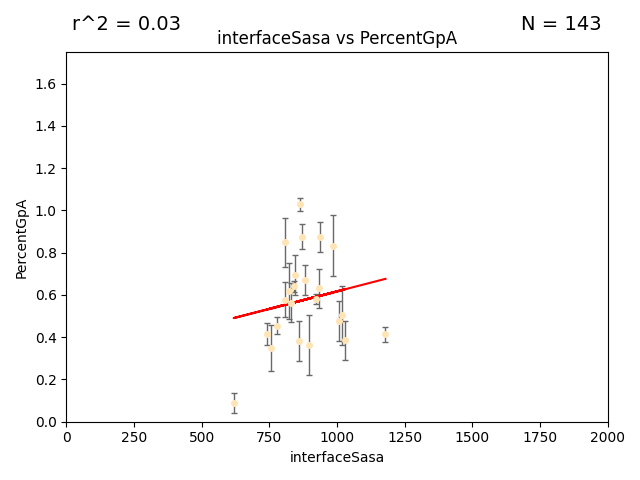 r^2 = 0.03
N = 143
interfaceSasa vs PercentGpA
PercentGpA
1.6
1.4
1.2
1.0
0.8
0.6
0.4
0.2
0.0
0 250 500 750 1000 1250 1500 1750 2000
interfaceSasa